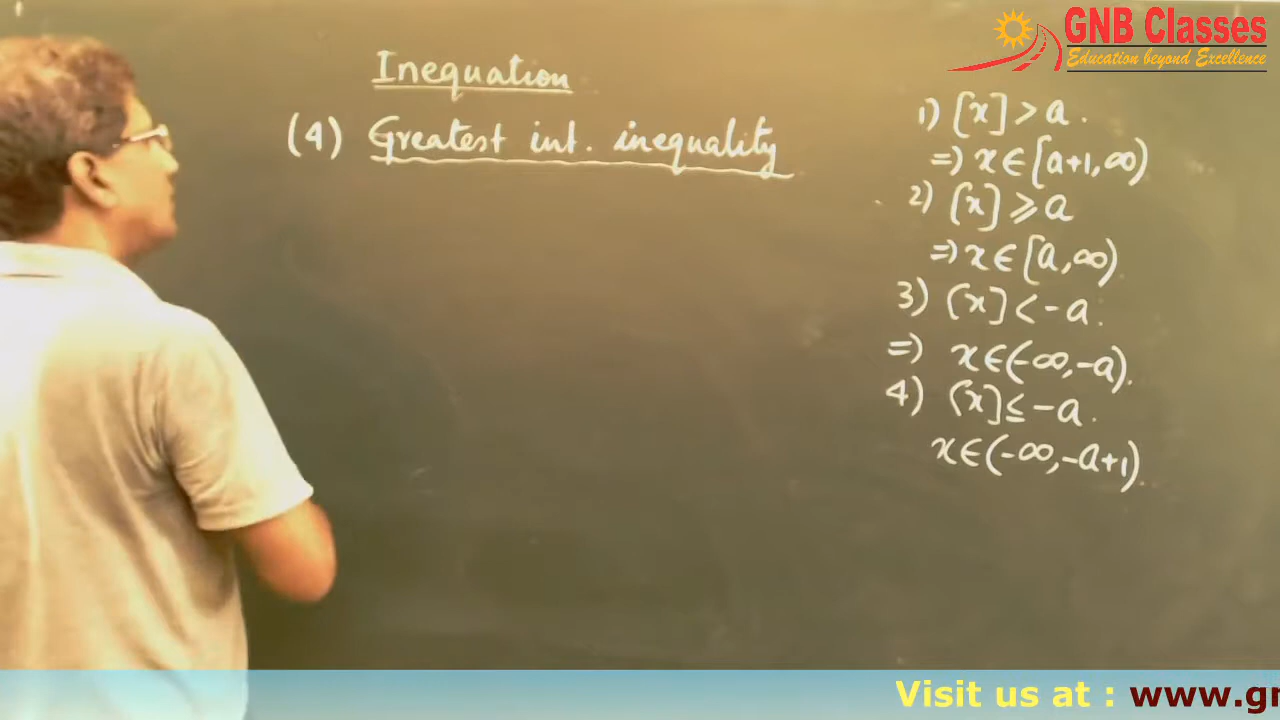 GNB Classes
Education beyond Excellence
Inequation
(4) Greatest int. inequality
1) [x] > a.
=) x ∈ [a+1, ∞)
2) [x] ⩾ a
=) x ∈ [a, ∞)
3) [x] < -a.
=) x ∈ (-∞, -a).
4) [x] ≤ -a.
x ∈ (-∞, -a+1).
Visit us at : www.g